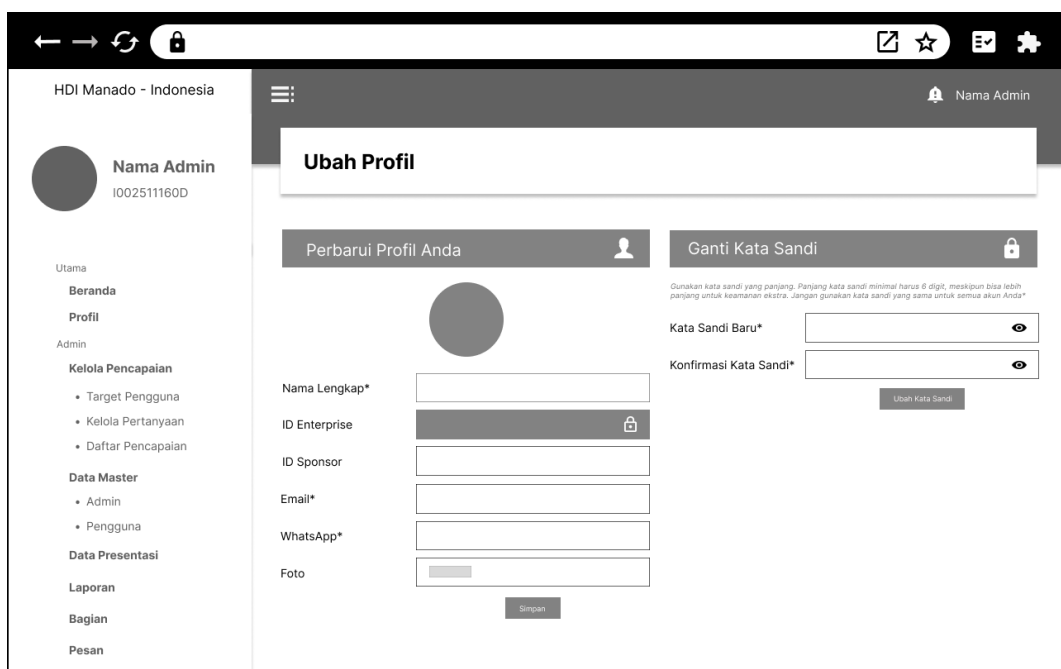 HDI Manado - Indonesia
Nama Admin
Nama Admin
I002511160D
Utama
Beranda
Profil
Admin
Kelola Pencapaian
• Target Pengguna
• Kelola Pertanyaan
• Daftar Pencapaian
Data Master
• Admin
• Pengguna
Data Presentasi
Laporan
Bagian
Pesan
Ubah Profil
Perbarui Profil Anda
Nama Lengkap*
ID Enterprise
ID Sponsor
Email*
WhatsApp*
Foto
Simpan
Ganti Kata Sandi
Gunakan kata sandi yang panjang. Panjang kata sandi minimal harus 6 digit, meskipun bisa lebih
panjang untuk keamanan ekstra. Jangan gunakan kata sandi yang sama untuk semua akun Anda*
Kata Sandi Baru*
Konfirmasi Kata Sandi*
Ubah Kata Sandi